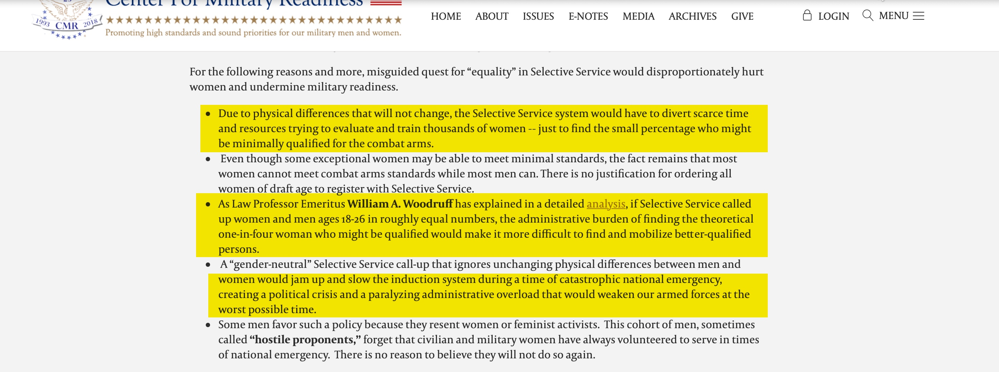 Center For Military Readiness
1993 CMR 2018
Promoting high standards and sound priorities for our military men and women.
HOME ABOUT ISSUES E-NOTES MEDIA ARCHIVES GIVE LOGIN MENU
For the following reasons and more, misguided quest for “equality” in Selective Service would disproportionately hurt
women and undermine military readiness.
• Due to physical differences that will not change, the Selective Service system would have to divert scarce time
and resources trying to evaluate and train thousands of women -- just to find the small percentage who might
be minimally qualified for the combat arms.
• Even though some exceptional women may be able to meet minimal standards, the fact remains that most
women cannot meet combat arms standards while most men can. There is no justification for ordering all
women of draft age to register with Selective Service.
• As Law Professor Emeritus William A. Woodruff has explained in a detailed analysis, if Selective Service called
up women and men ages 18-26 in roughly equal numbers, the administrative burden of finding the theoretical
one-in-four woman who might be qualified would make it more difficult to find and mobilize better-qualified
persons.
• A “gender-neutral” Selective Service call-up that ignores unchanging physical differences between men and
women would jam up and slow the induction system during a time of catastrophic national emergency,
creating a political crisis and a paralyzing administrative overload that would weaken our armed forces at the
worst possible time.
• Some men favor such a policy because they resent women or feminist activists.  This cohort of men, sometimes
called “hostile proponents,” forget that civilian and military women have always volunteered to serve in times
of national emergency.  There is no reason to believe they will not do so again.